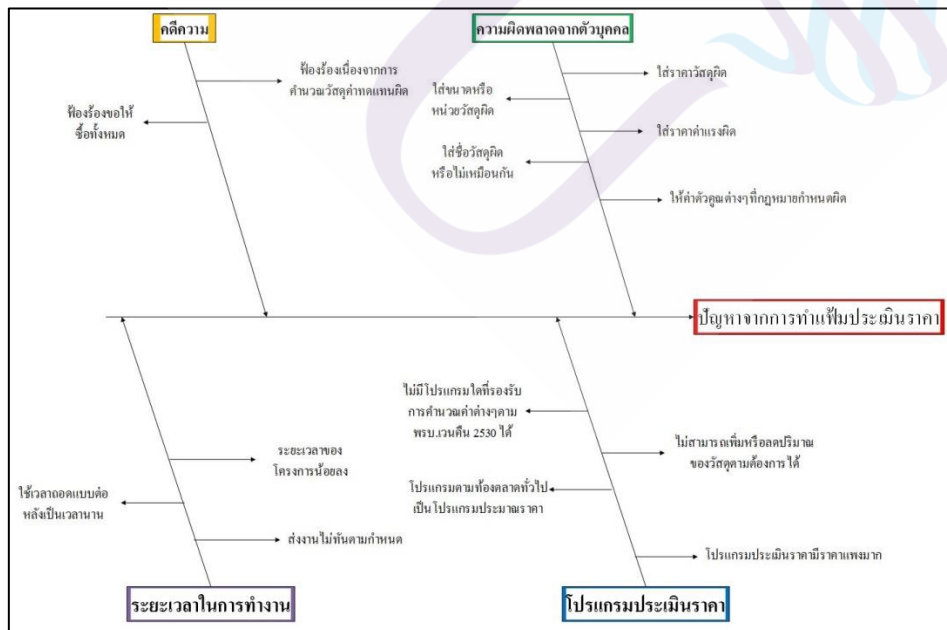 คดีความ
ความผิดพลาดจากตัวบุคคล
ฟ้องร้องเนื่องจากการ
คำนวณวัสดุค่าทดแทนผิด
ฟ้องร้องขอให้
ซื้อทั้งหมด
ใส่ราคาวัสดุผิด
ใส่ขนาดหรือ
หน่วยวัสดุผิด
ใส่ราคาค่าแรงผิด
ใส่ชื่อวัสดุผิด
หรือไม่เหมือนกัน
ให้ค่าตัวคูณต่างๆที่กฎหมายกำหนดผิด
ปัญหาจากการทำแฟ้มประเมินราคา
ไม่มีโปรแกรมใดที่รองรับ
การคำนวณค่าต่างๆตาม
พรบ.เวนคืน 2530 ได้
ไม่สามารถเพิ่มหรือลดปริมาณ
ของวัสดุตามต้องการได้
ระยะเวลาของ
โครงการน้อยลง
โปรแกรมตามท้องตลาดทั่วไป
เป็นโปรแกรมประมาณราคา
ใช้เวลาถอดแบบต่อ
หลังเป็นเวลานาน
ส่งงานไม่ทันตามกำหนด
โปรแกรมประเมินราคามีราคาแพงมาก
ระยะเวลาในการทำงาน
โปรแกรมประเมินราคา